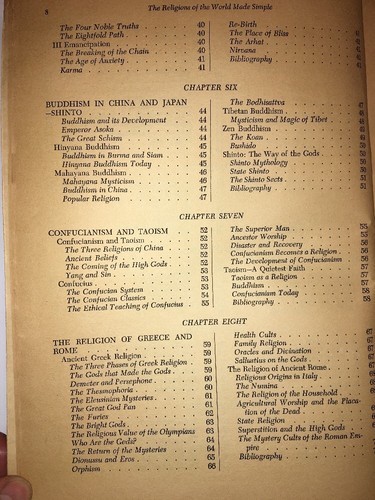 8
The Religions of the World Made Simple
The Four Noble Truths . . . . . 40
The Eightfold Path . . . . . 40
III Emancipation . . . . . 40
The Breaking of the Chain . . . . . 40
The Age of Anxiety . . . . . 41
Karma . . . . . 41
Re-Birth
The Place of Bliss
The Arhat
Nirvana
Bibliography
CHAPTER SIX
BUDDHISM IN CHINA AND JAPAN
—SHINTO . . . . . 44
Buddhism and its Development . . . . . 44
Emperor Asoka . . . . . 44
The Great Schism . . . . . 44
Hinyana Buddhism . . . . . 45
Buddhism in Burma and Siam . . . . . 45
Hinyana Buddhism Today . . . . . 45
Mahayana Buddhism . . . . . 46
Mahayana Mysticism . . . . . 46
Buddhism in China . . . . . 47
Popular Religion . . . . . 47
The Bodhisattva
Tibetan Buddhism
Mysticism and Magic of Tibet
Zen Buddhism
The Koan
Bushido
Shinto: The Way of the Gods
Shinto Mythology
State Shinto
The Shinto Sects
Bibliography
CHAPTER SEVEN
CONFUCIANISM AND TAOISM . . . . . 52
Confucianism and Taoism . . . . . 52
The Three Religions of China . . . . . 52
Ancient Beliefs . . . . . 52
The Coming of the High Gods . . . . . 52
Yang and Sin . . . . . 53
Confucius . . . . . 53
The Confucian System . . . . . 53
The Confucian Classics . . . . . 54
The Ethical Teaching of Confucius . . . . . 55
The Superior Man . . . . . 55
Ancestor Worship . . . . . 55
Disaster and Recovery . . . . . 56
Confucianism Becomes a Religion . . . . . 56
The Development of Confucianism . . . . . 56
Taoism—A Quietist Faith . . . . . 57
Taoism as a Religion . . . . . 57
Buddhism . . . . . 57
Confucianism Today . . . . . 58
Bibliography . . . . . 58
CHAPTER EIGHT
THE RELIGION OF GREECE AND
ROME . . . . . 59
Ancient Greek Religion . . . . . 59
The Three Phases of Greek Religion . . . . . 59
The Gods that Made the Gods . . . . . 59
Demeter and Persephone . . . . . 60
The Thesmophoria . . . . . 60
The Eleusinian Mysteries . . . . . 61
The Great God Pan . . . . . 61
The Furies . . . . . 62
The Bright Gods . . . . . 63
The Religious Value of the Olympians . . . . . 63
Who Are the Gods? . . . . . 64
The Return of the Mysteries . . . . . 64
Dionysus and Eros . . . . . 65
Orphism . . . . . 66
Health Cults . . . . . 67
Family Religion
Oracles and Divination
Sallustius on the Gods
The Religion of Ancient Rome
Religious Origins in Italy
The Numina
The Religion of the Household
Agricultural Worship and the Placa-
tion of the Dead
State Religion
Superstition and the High Gods
The Mystery Cults of the Roman Em-
pire
Bibliography